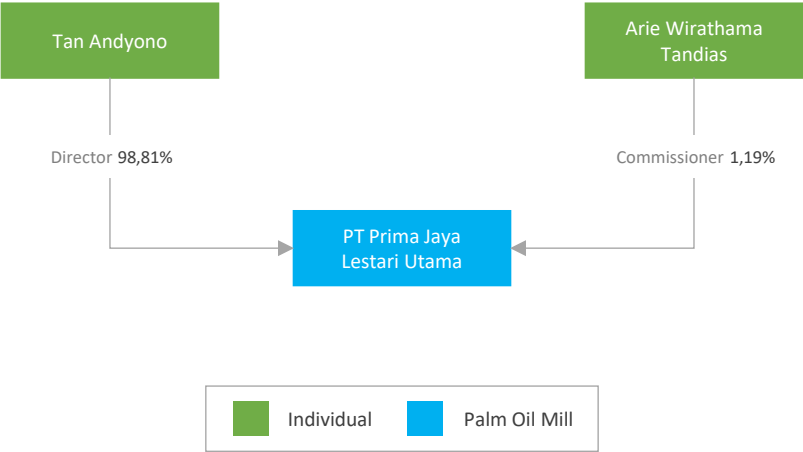 Tan Andyono
Arie Wirathama
Tandias
Director 98,81%
Commissioner 1,19%
PT Prima Jaya
Lestari Utama
Individual
Palm Oil Mill